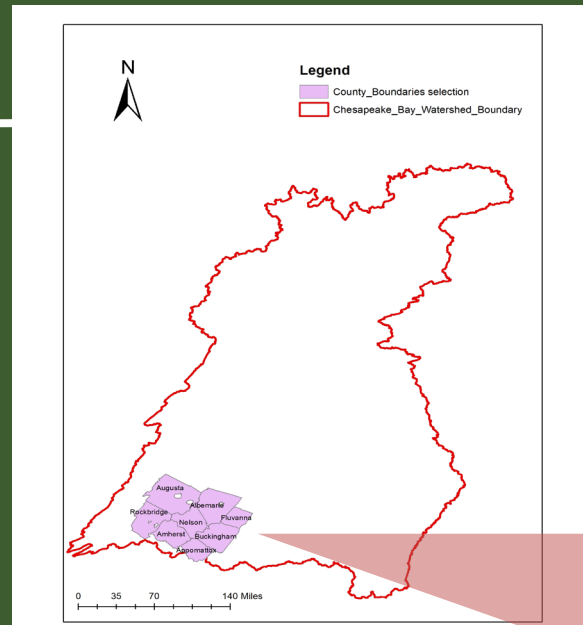 N
Legend
County_Boundaries selection
Chesapeake_Bay_Watershed_Boundary
Augusta
Albemarle
Rockbridge
Fluvanna
Nelson
Amherst
Buckingham
Appomattox
0 35 70 140 Miles